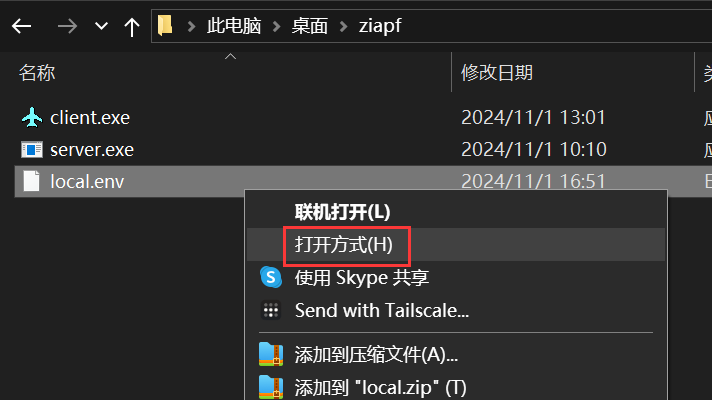 此电脑 桌面 ziapf
名称 修改日期
client.exe 2024/11/1 13:01
server.exe 2024/11/1 10:10
local.env 2024/11/1 16:51
联机打开(L)
打开方式(H)
使用 Skype 共享
Send with Tailscale...
添加到压缩文件(A)...
添加到 "local.zip" (T)